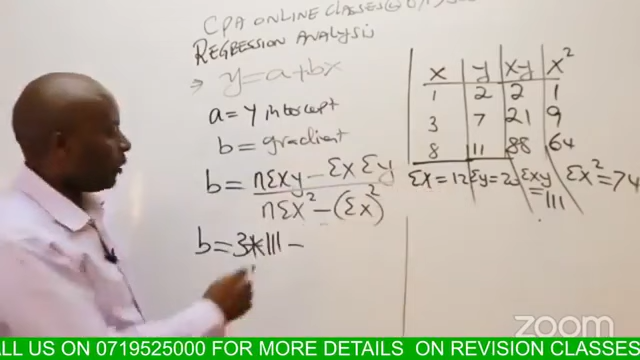 CPA ONLINE CLASSES
REGRESSION ANALYSIS
→ y = a + bx
a = y intercept
b = gradient
b = nΣxy − Σx Σy
nΣx² − (Σx)²
b = 3*111 −
x y xy x²
1 2 2 1
3 7 21 9
8 11 88 64
Σx = 12 Σy = 2 Σxy = 111 Σx² = 74
zoom
ALL US ON 0719525000 FOR MORE DETAILS ON REVISION CLASSES